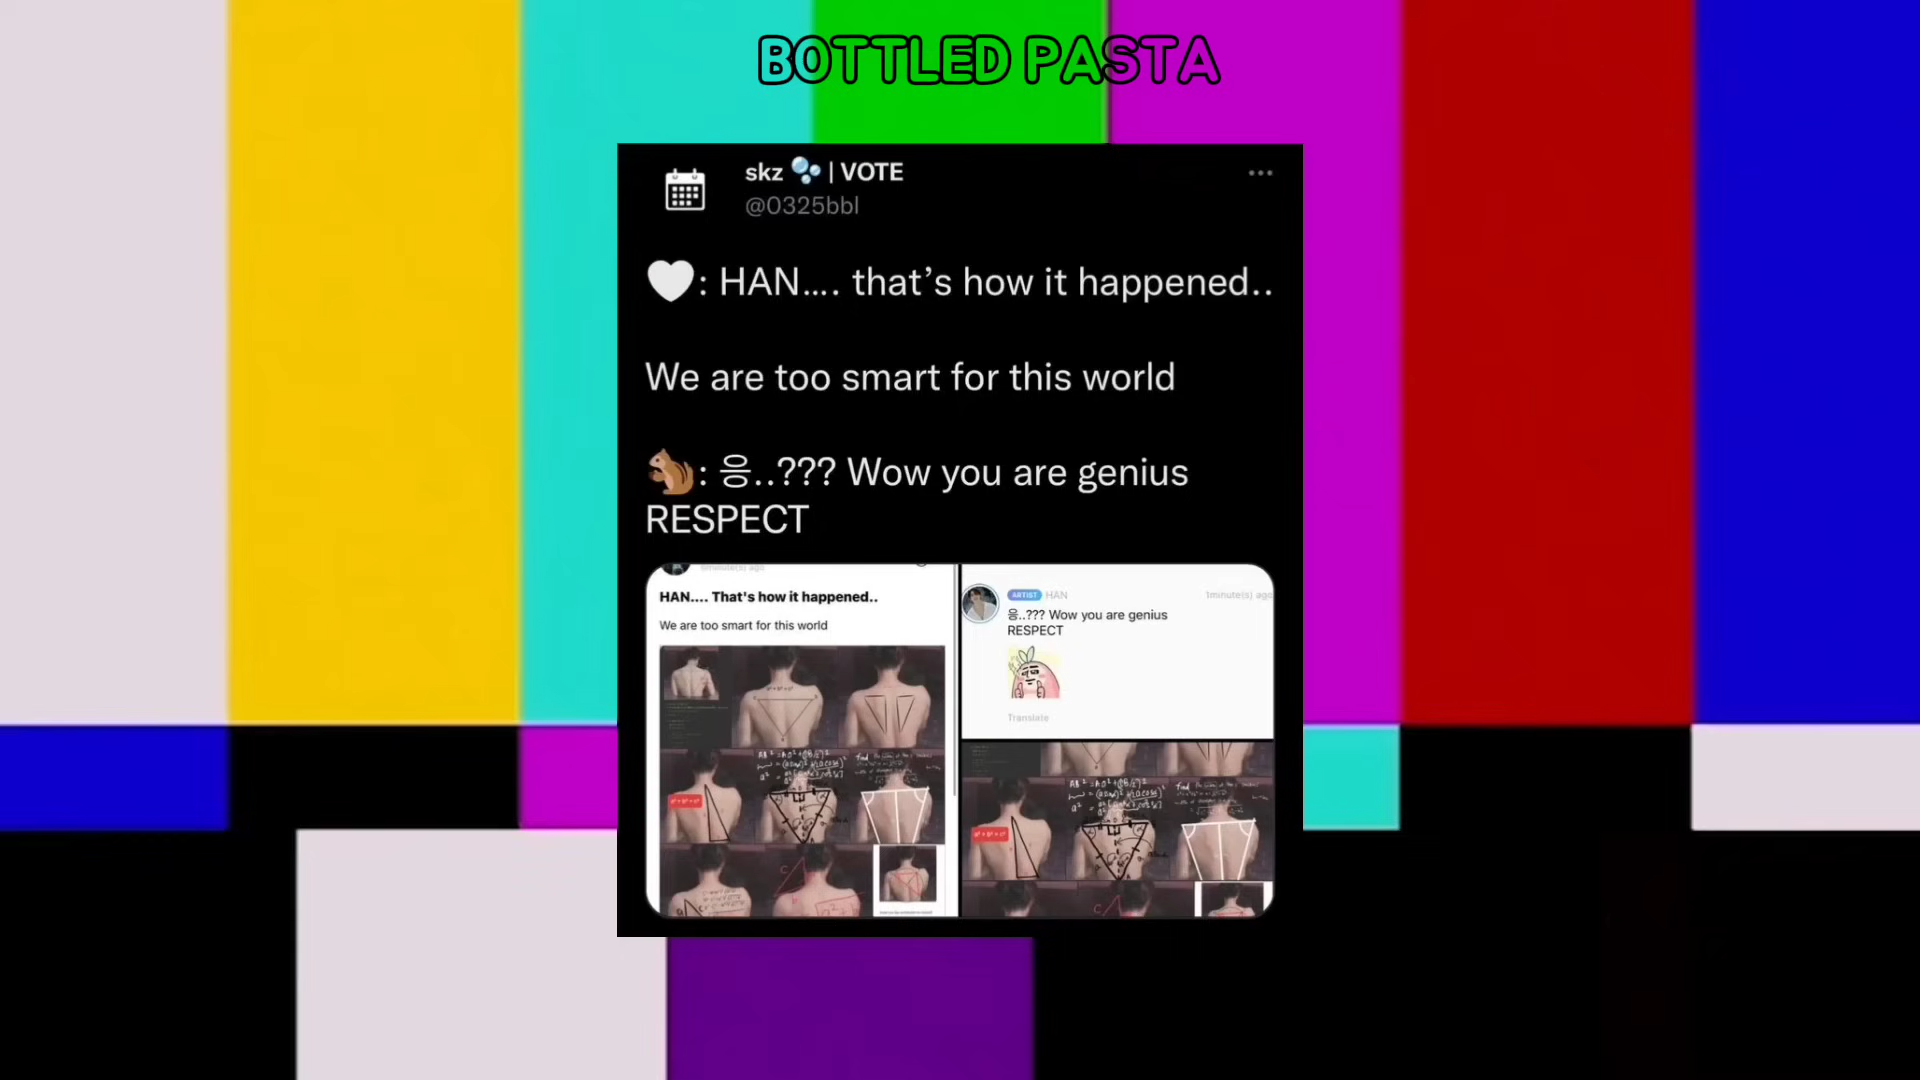 BOTTLED PASTA
skz 🫧 | VOTE
@0325bbl
🤍: HAN.... that’s how it happened..
We are too smart for this world
🐿️: 응..??? Wow you are genius
RESPECT
HAN.... That's how it happened..
We are too smart for this world
ARTIST HAN
1minute(s) ago
응..??? Wow you are genius
RESPECT
Translate